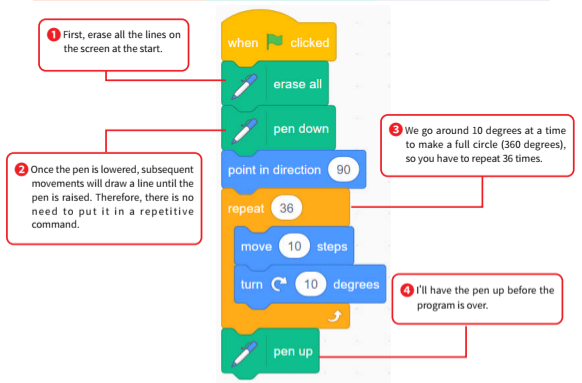 1 First, erase all the lines on
the screen at the start.
when clicked
erase all
pen down
3 We go around 10 degrees at a time
to make a full circle (360 degrees),
so you have to repeat 36 times.
2 Once the pen is lowered, subsequent
movements will draw a line until the
pen is raised. Therefore, there is no
need to put it in a repetitive
command.
point in direction 90
repeat 36
move 10 steps
turn 10 degrees
4 I'll have the pen up before the
program is over.
pen up